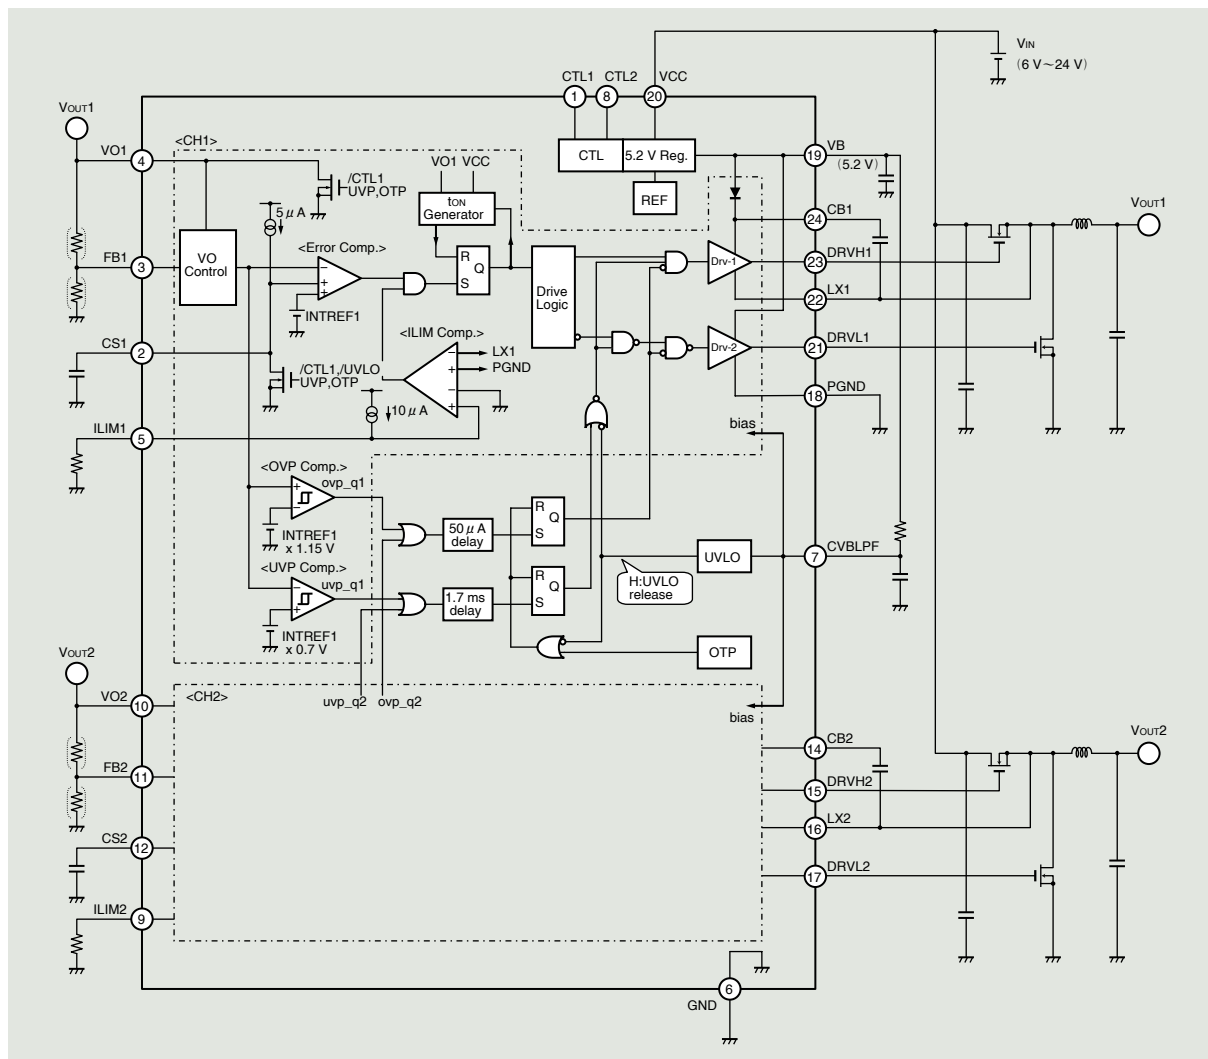 VIN
(6 V~24 V)
CTL1 CTL2 VCC
1 8 20
VOUT1
VO1
4
<CH1>
VO1 VCC
CTL
5.2 V Reg.
REF
19
VB
(5.2 V)
/CTL1
UVP,OTP
tON
Generator
5 μA
24
CB1
VOUT1
FB1
3
VO
Control
<Error Comp.>
−
+
+
INTREF1
R
S
Q
Drive
Logic
Drv-1
23
DRVH1
22
LX1
CS1
2
<ILIM Comp.>
−
+
−
+
LX1
PGND
Drv-2
21
DRVL1
/CTL1,/UVLO
UVP,OTP
10 μA
18
PGND
ILIM1
5
bias
<OVP Comp.>
ovp_q1
+
−
INTREF1
x 1.15 V
50 μA
delay
R
S
Q
UVLO
7
CVBLPF
<UVP Comp.>
uvp_q1
−
+
INTREF1
x 0.7 V
1.7 ms
delay
R
S
Q
H:UVLO
release
OTP
VOUT2
VO2
10
<CH2>
uvp_q2 ovp_q2
bias
14
CB2
VOUT2
FB2
11
15
DRVH2
16
LX2
CS2
12
17
DRVL2
ILIM2
9
GND
6